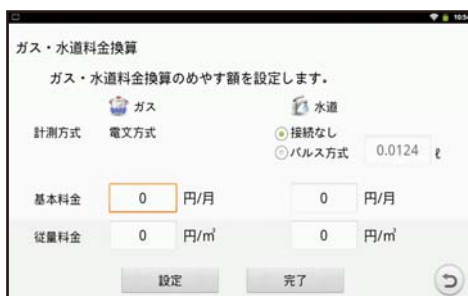 10:54
ガス・水道料金換算
ガス・水道料金換算のめやす額を設定します。
ガス 水道
計測方式 電文方式 接続なし
パルス方式 0.0124 ℓ
基本料金 0 円/月 0 円/月
従量料金 0 円/㎥ 0 円/㎥
設定 完了